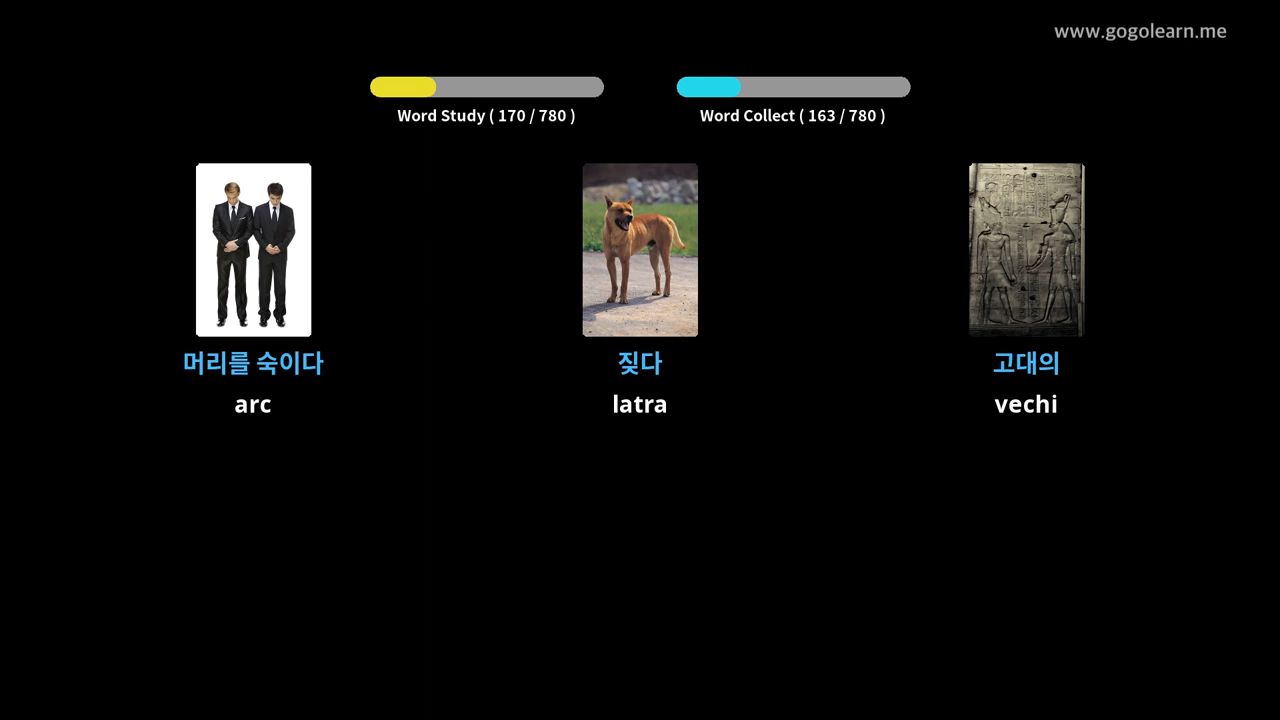 www.gogolearn.me
Word Study ( 170 / 780 )
Word Collect ( 163 / 780 )
머리를 숙이다
짖다
고대의
arc
latra
vechi